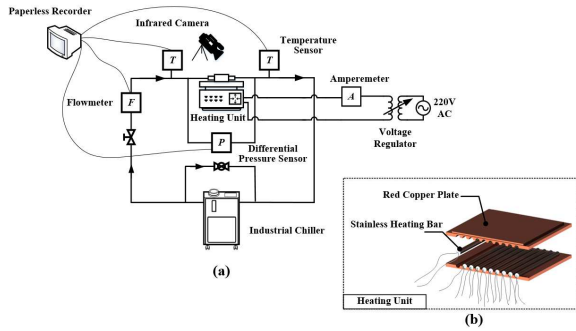 Paperless Recorder
Infrared Camera
T
T
Temperature
Sensor
Flowmeter
F
Heating Unit
Amperemeter
A
220V
AC
Voltage
Regulator
P
Differential
Pressure Sensor
Industrial Chiller
(a)
Red Copper Plate
Stainless Heating Bar
Heating Unit
(b)